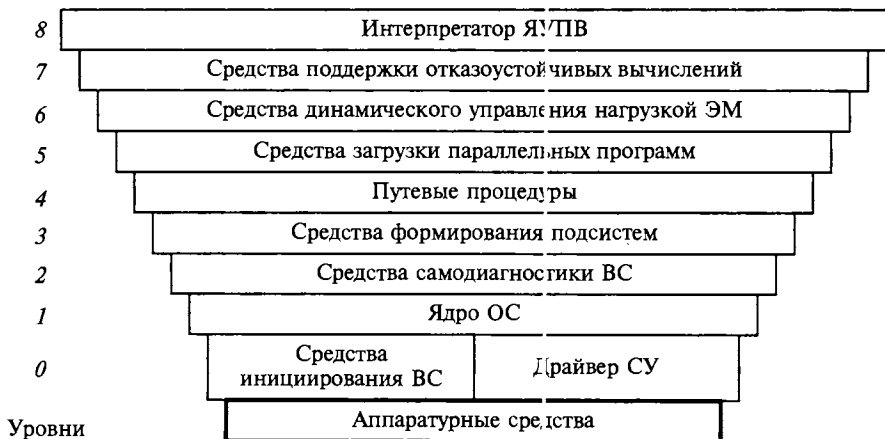 8 Интерпретатор ЯУПВ
7 Средства поддержки отказоустойчивых вычислений
6 Средства динамического управления нагрузкой ЭМ
5 Средства загрузки параллельных программ
4 Путевые процедуры
3 Средства формирования подсистем
2 Средства самодиагностики ВС
1 Ядро ОС
0 Средства инициирования ВС Драйвер СУ
Уровни Аппаратурные средства